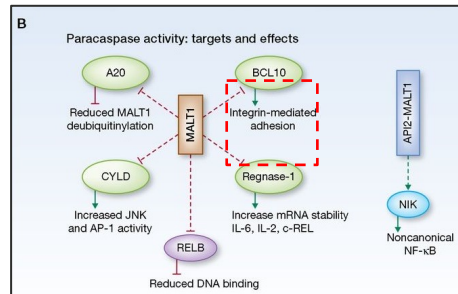 B
Paracaspase activity: targets and effects
A20
BCL10
Reduced MALT1
deubiquitinylation
MALT1
Integrin-mediated
adhesion
API2-MALT1
CYLD
Regnase-1
NIK
Increased JNK
and AP-1 activity
Increase mRNA stability
IL-6, IL-2, c-REL
RELB
Noncanonical
NF-κB
Reduced DNA binding